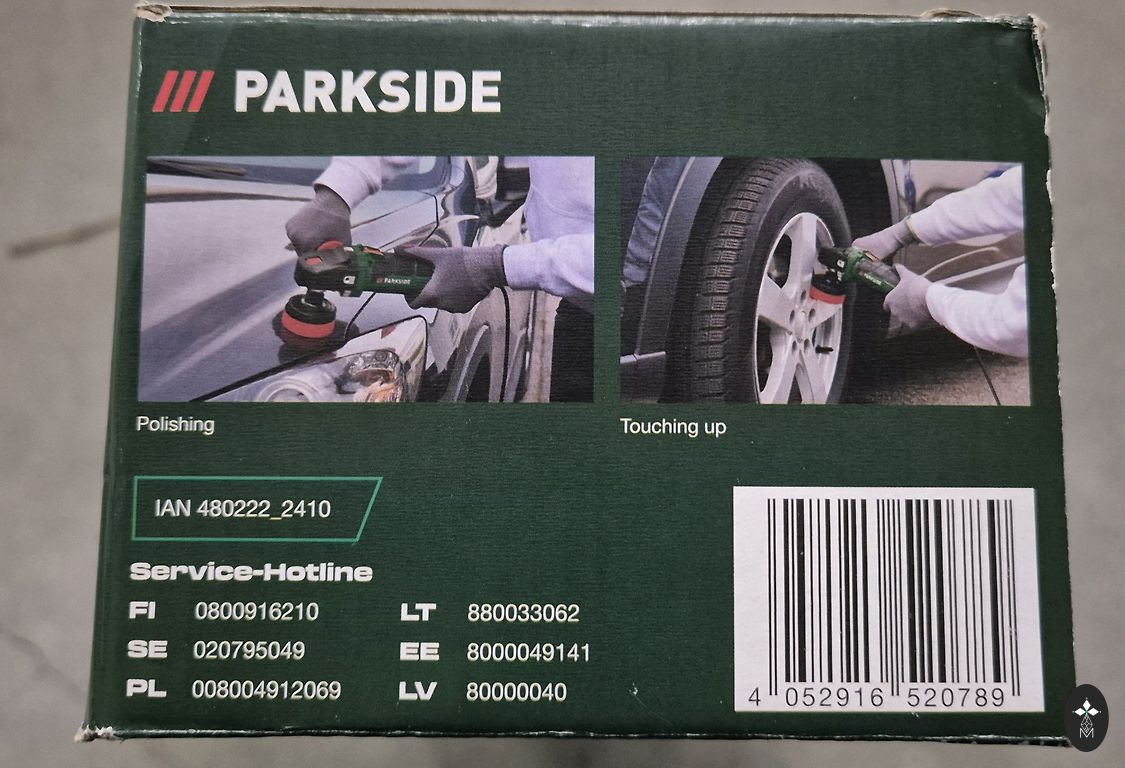 PARKSIDE
PARKSIDE
Polishing
Touching up
IAN 480222_2410
Service-Hotline
FI 0800916210 LT 880033062
SE 020795049 EE 8000049141
PL 008004912069 LV 80000040
4 052916 520789
M